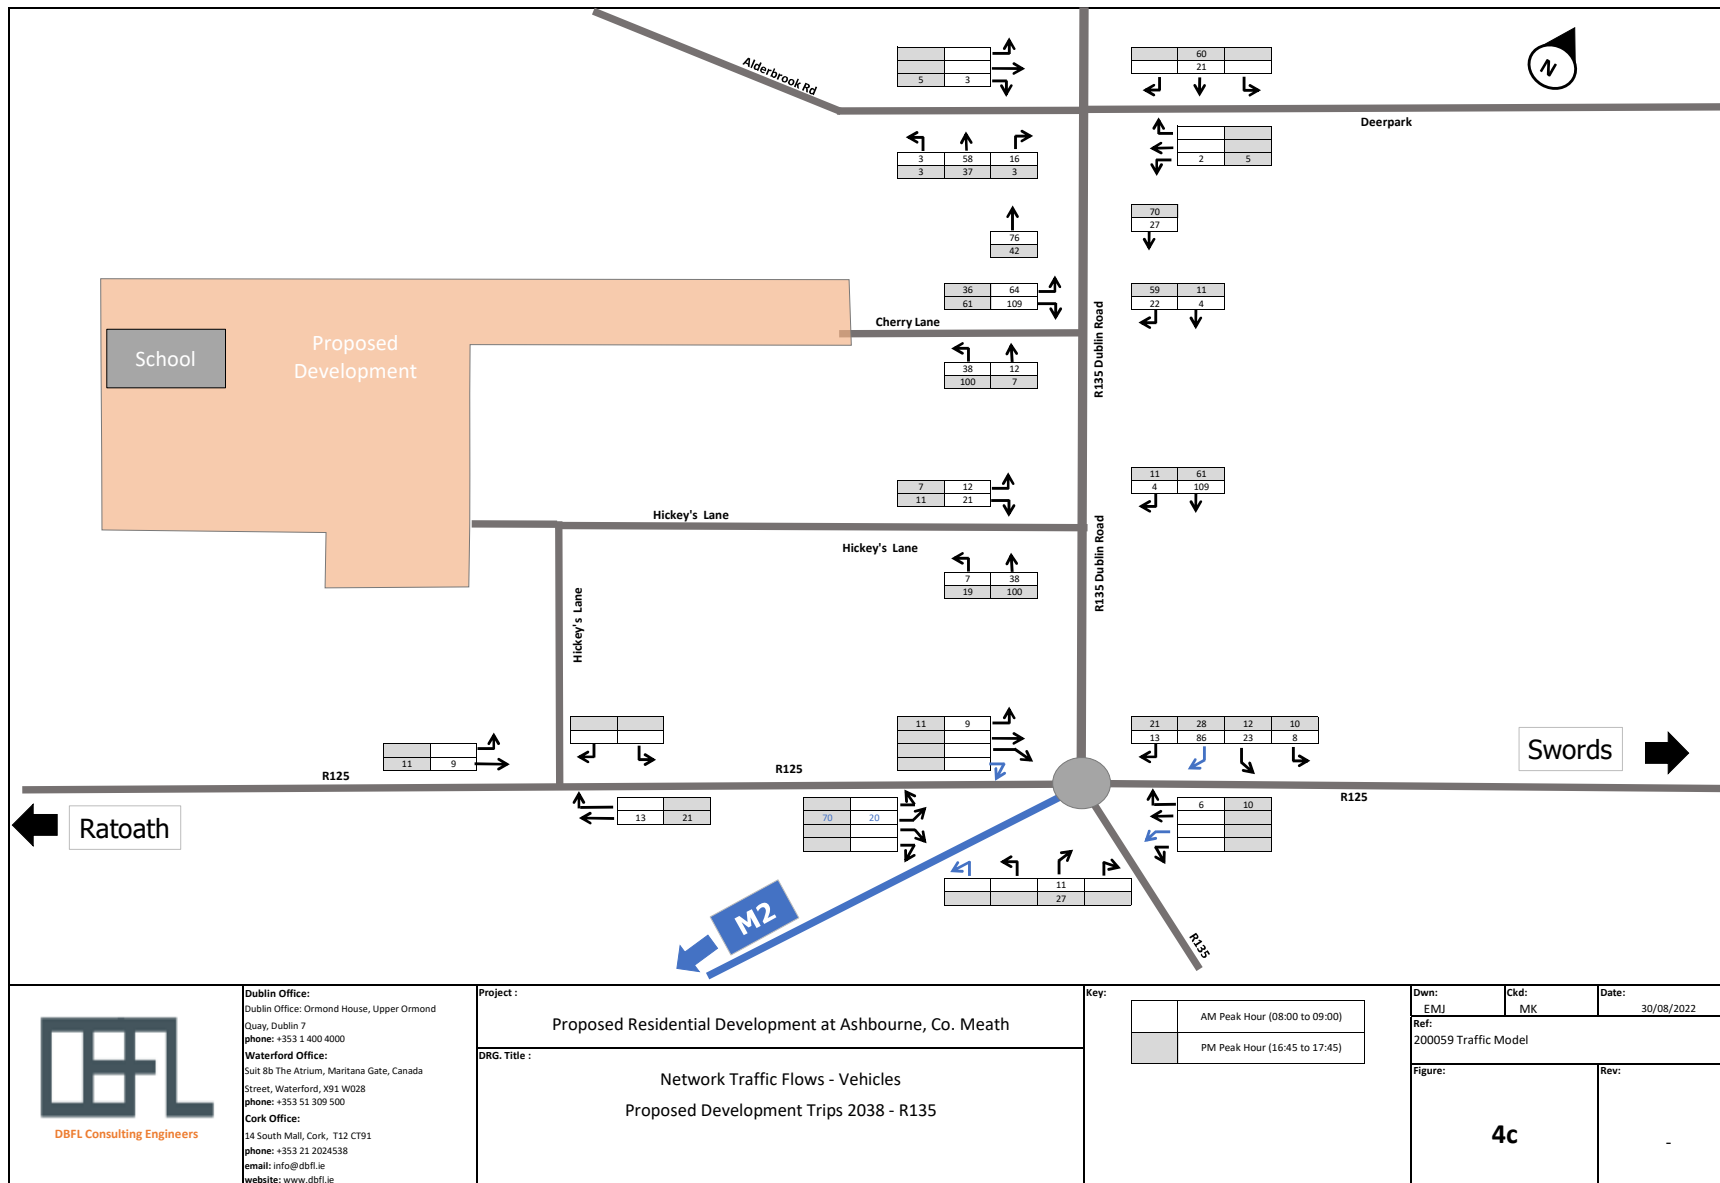 Alderbrook Rd
5 3
60
21
N
Deerpark
3 58 16
3 37 3
2 5
76
42
70
27
36 64
61 109
59 11
22 4
Cherry Lane
38 12
100 7
R135 Dublin Road
School
Proposed
Development
7 12
11 21
11 61
4 109
Hickey's Lane
Hickey's Lane
7 38
19 100
R135 Dublin Road
Hickey's Lane
11 9
21 28 12 10
13 86 23 8
11 9
Swords
R125
R125
R125
Ratoath
13 21
70 20
6 10
11
27
M2
R135
DBFL
DBFL Consulting Engineers
Dublin Office:
Dublin Office: Ormond House, Upper Ormond
Quay, Dublin 7
phone: +353 1 400 4000
Waterford Office:
Suit 8b The Atrium, Maritana Gate, Canada
Street, Waterford, X91 W028
phone: +353 51 309 500
Cork Office:
14 South Mall, Cork, T12 CT91
phone: +353 21 2024538
email: info@dbfl.ie
website: www.dbfl.ie
Project :
Proposed Residential Development at Ashbourne, Co. Meath
DRG. Title :
Network Traffic Flows - Vehicles
Proposed Development Trips 2038 - R135
Key:
AM Peak Hour (08:00 to 09:00)
PM Peak Hour (16:45 to 17:45)
Dwn: Ckd: Date:
EMJ MK 30/08/2022
Ref:
200059 Traffic Model
Figure: Rev:
4c -